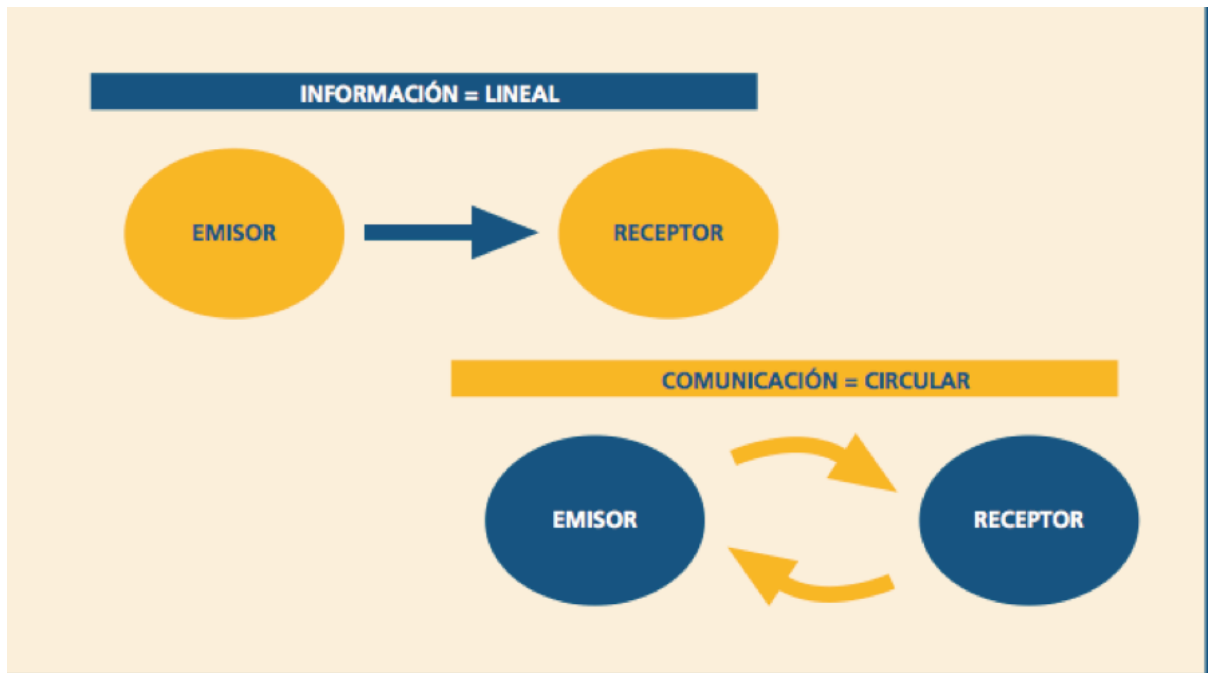 INFORMACIÓN = LINEAL
EMISOR
RECEPTOR
COMUNICACIÓN = CIRCULAR
EMISOR
RECEPTOR